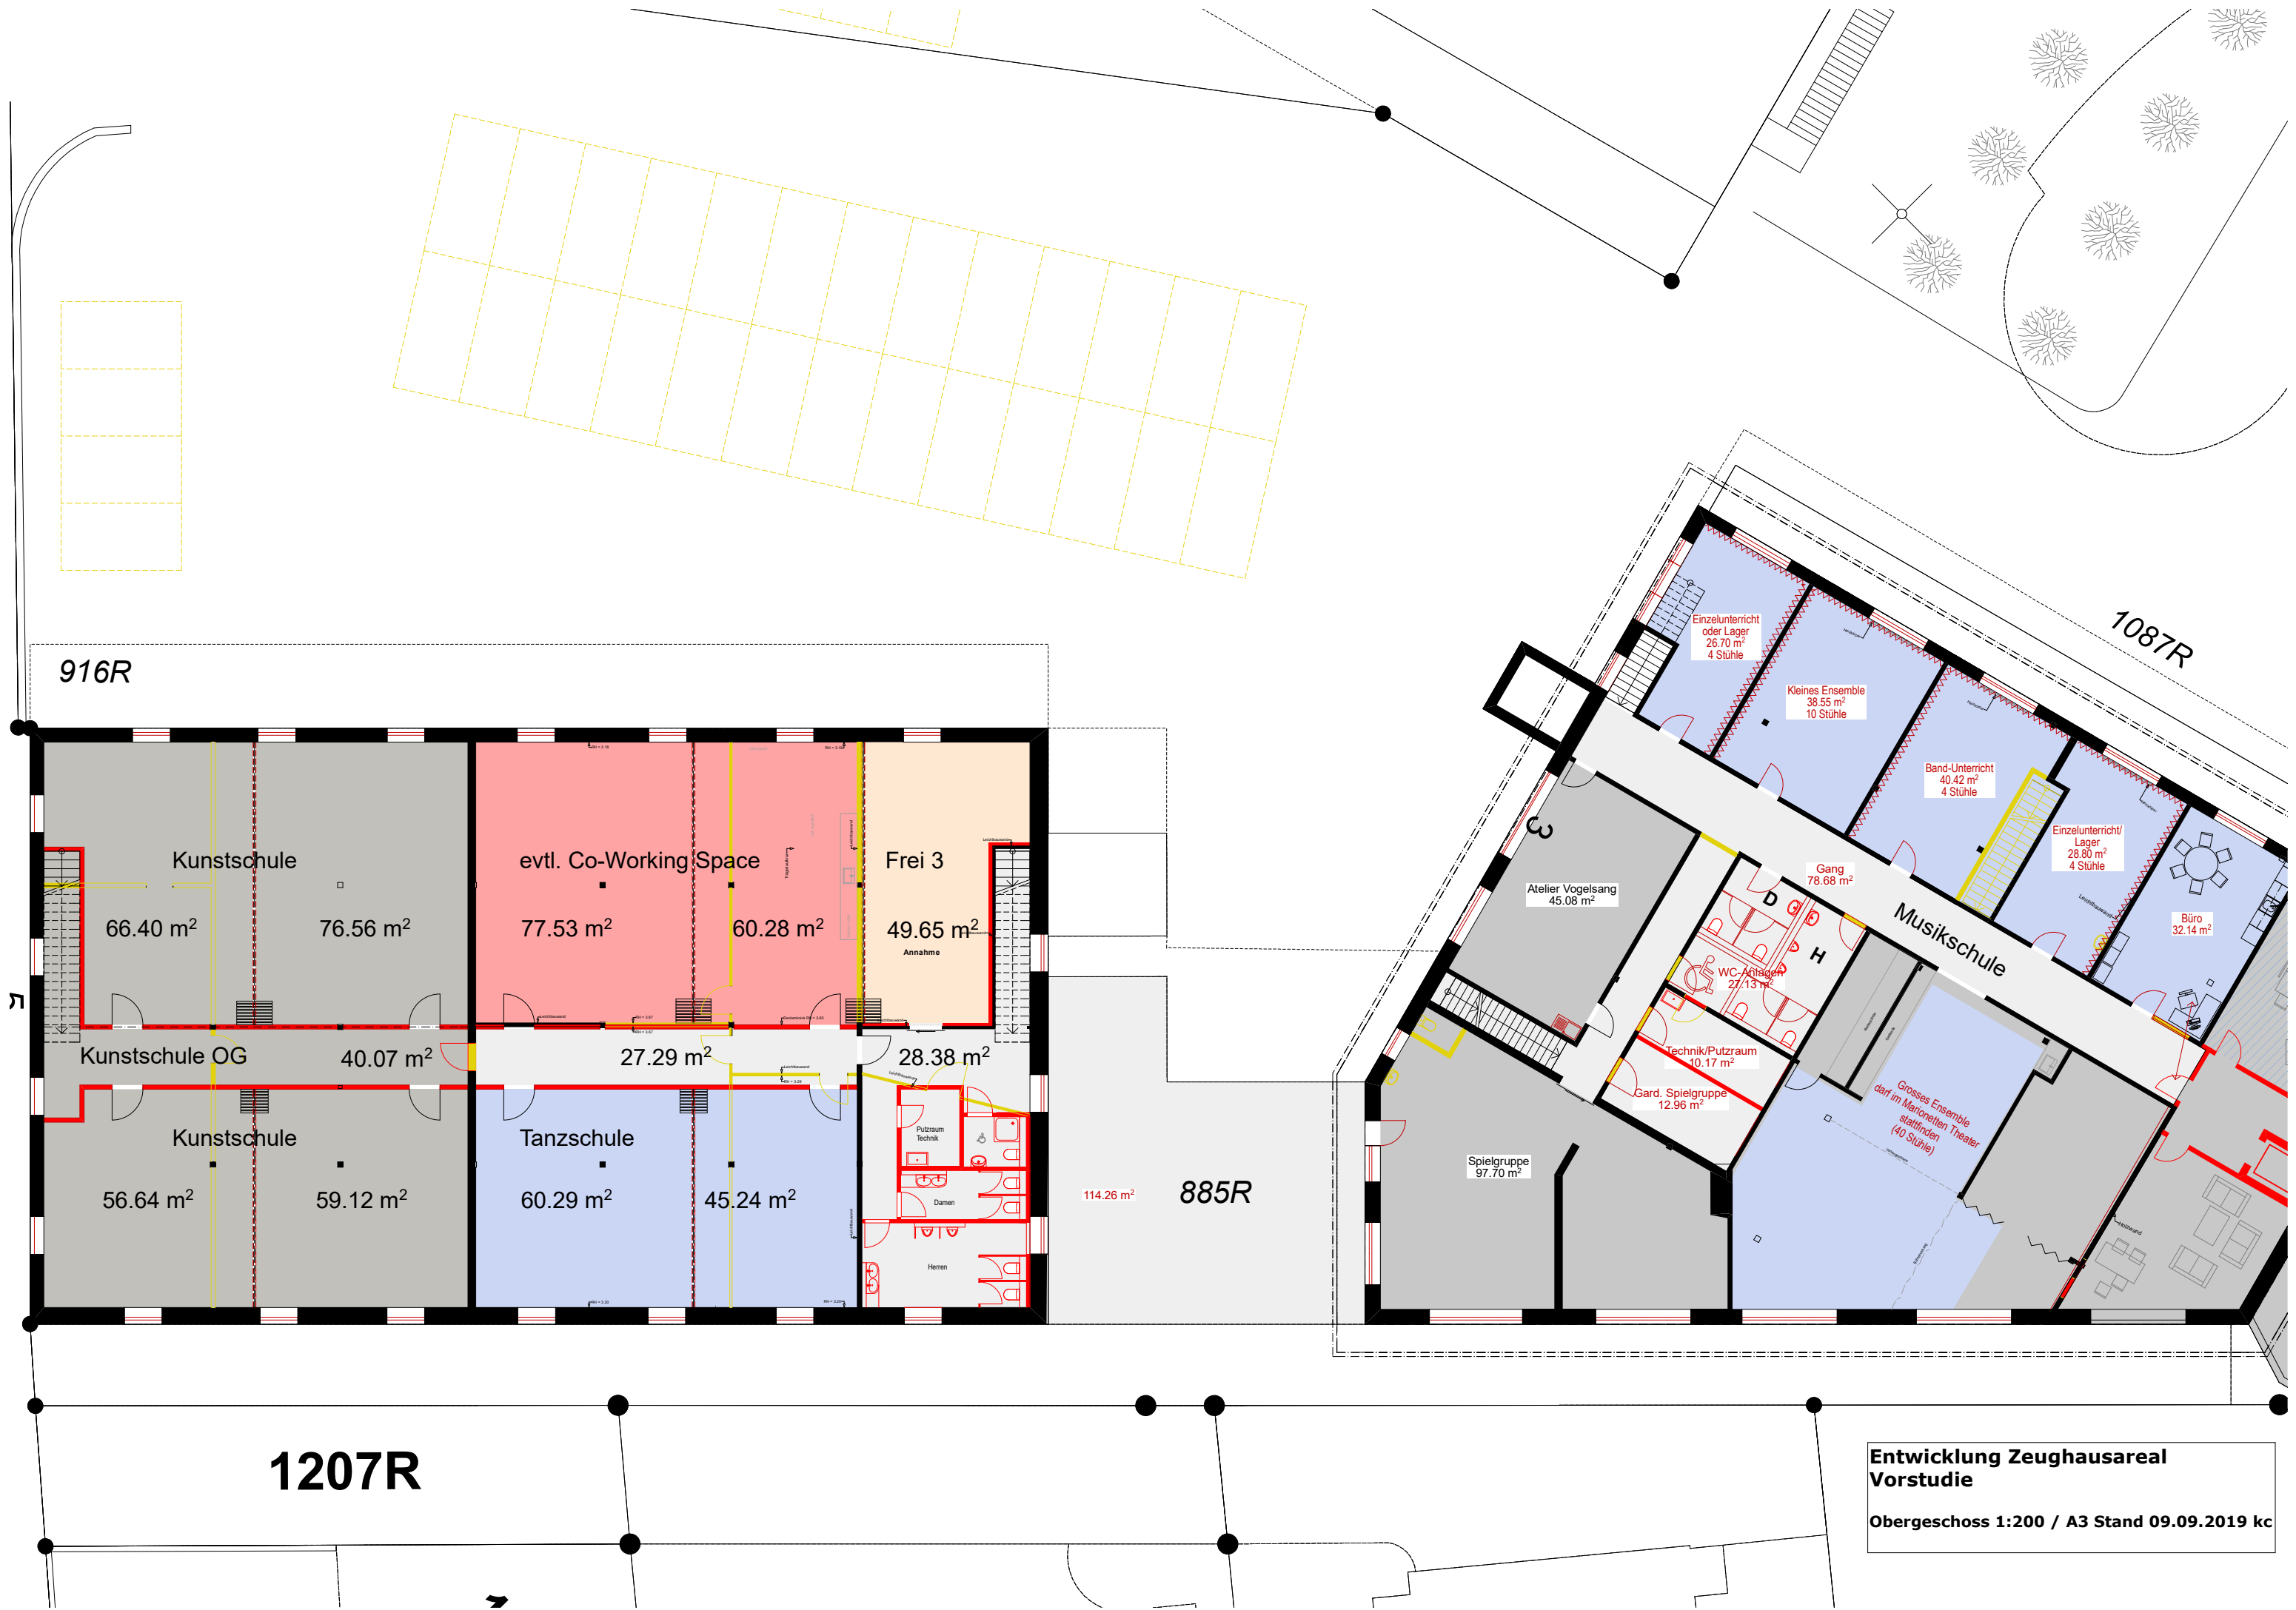 916R
1087R
Einzelunterricht
oder Lager
26.70 m²
4 Stühle
Kleines Ensemble
38.55 m²
10 Stühle
Band-Unterricht
40.42 m²
4 Stühle
Einzelunterricht/
Lager
28.80 m²
4 Stühle
Büro
32.14 m²
Gang
78.68 m²
Musikschule
3
Atelier Vogelsang
45.08 m²
D
H
WC-Anlagen
27.13 m²
Technik/Putzraum
10.17 m²
Gard. Spielgruppe
12.96 m²
Grosses Ensemble
darf im Marionetten Theater
stattfinden
(40 Stühle)
Spielgruppe
97.70 m²
Kunstschule
66.40 m²
76.56 m²
evtl. Co-Working Space
77.53 m²
60.28 m²
Frei 3
49.65 m²
Annahme
5
Kunstschule OG
40.07 m²
27.29 m²
28.38 m²
Kunstschule
56.64 m²
59.12 m²
Tanzschule
60.29 m²
45.24 m²
Putzraum
Technik
Damen
Herren
114.26 m²
885R
1207R
Entwicklung Zeughausareal
Vorstudie
Obergeschoss 1:200 / A3 Stand 09.09.2019 kc